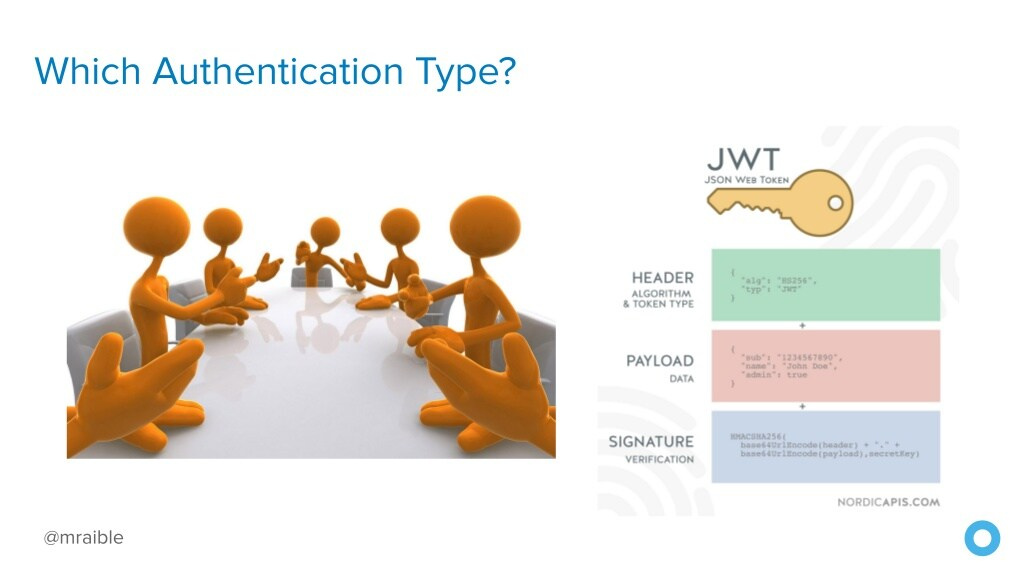 Which Authentication Type?
JWT
JSON WEB TOKEN
HEADER
ALGORITHM
& TOKEN TYPE
{
"alg": "HS256",
"typ": "JWT"
}
+
PAYLOAD
DATA
{
"sub": "1234567890",
"name": "John Doe",
"admin": true
}
+
SIGNATURE
VERIFICATION
HMACSHA256(
base64UrlEncode(header) + "." +
base64UrlEncode(payload),secretKey)
NORDICAPIS.COM
@mraible